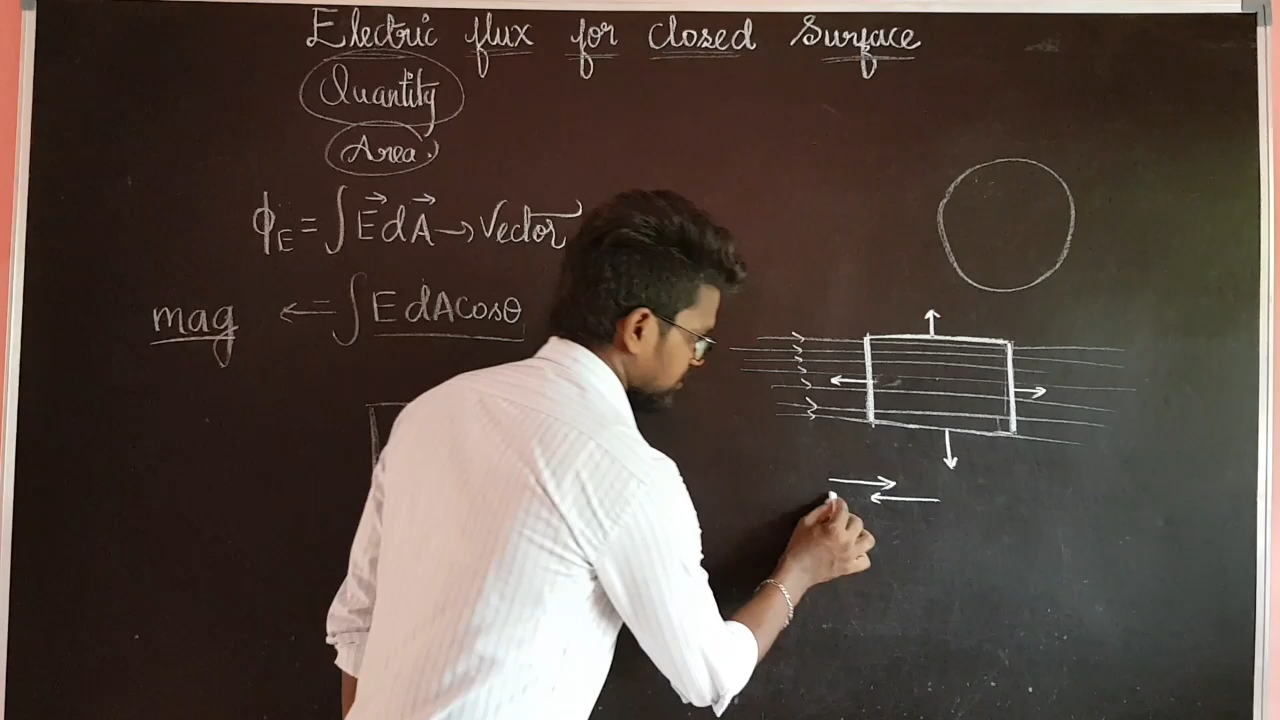 Electric flux for closed Surface
Quantity
Area.
ϕE = ∫E⃗ dA⃗ → Vector
mag ⇐ ∫E dA cosθ